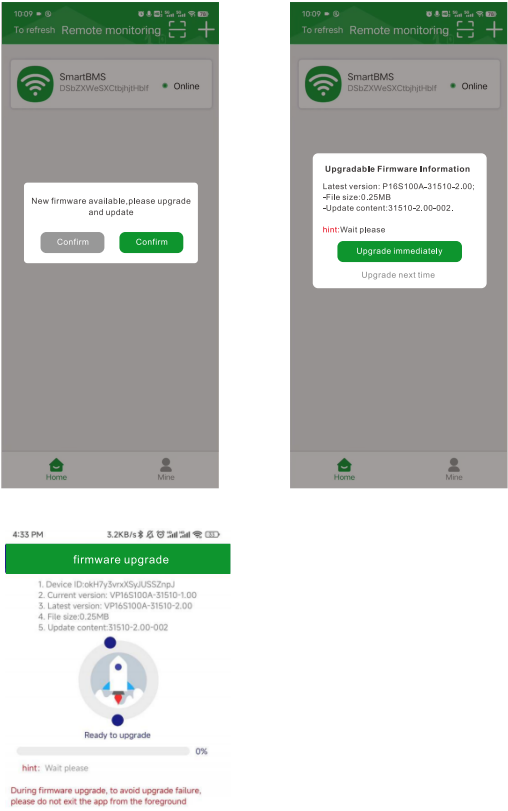 10:09
To refresh Remote monitoring
SmartBMS
DSbZXWeSXCtbjhjtHblf
Online
New firmware available,please upgrade
and update
Confirm
Confirm
Home
Mine
10:09
To refresh Remote monitoring
SmartBMS
DSbZXWeSXCtbjhjtHblf
Online
Upgradable Firmware Information
Latest version: P16S100A-31510-2.00;
-File size:0.25MB
-Update content:31510-2.00-002.
hint:Wait please
Upgrade immediately
Upgrade next time
Home
Mine
4:33 PM
3.2KB/s
firmware upgrade
1. Device ID:okH7y3vrxXSyJUSSZnpJ
2. Current version: VP16S100A-31510-1.00
3. Latest version: VP16S100A-31510-2.00
4. File size:0.25MB
5. Update content:31510-2.00-002
Ready to upgrade
0%
hint: Wait please
During firmware upgrade, to avoid upgrade failure,
please do not exit the app from the foreground